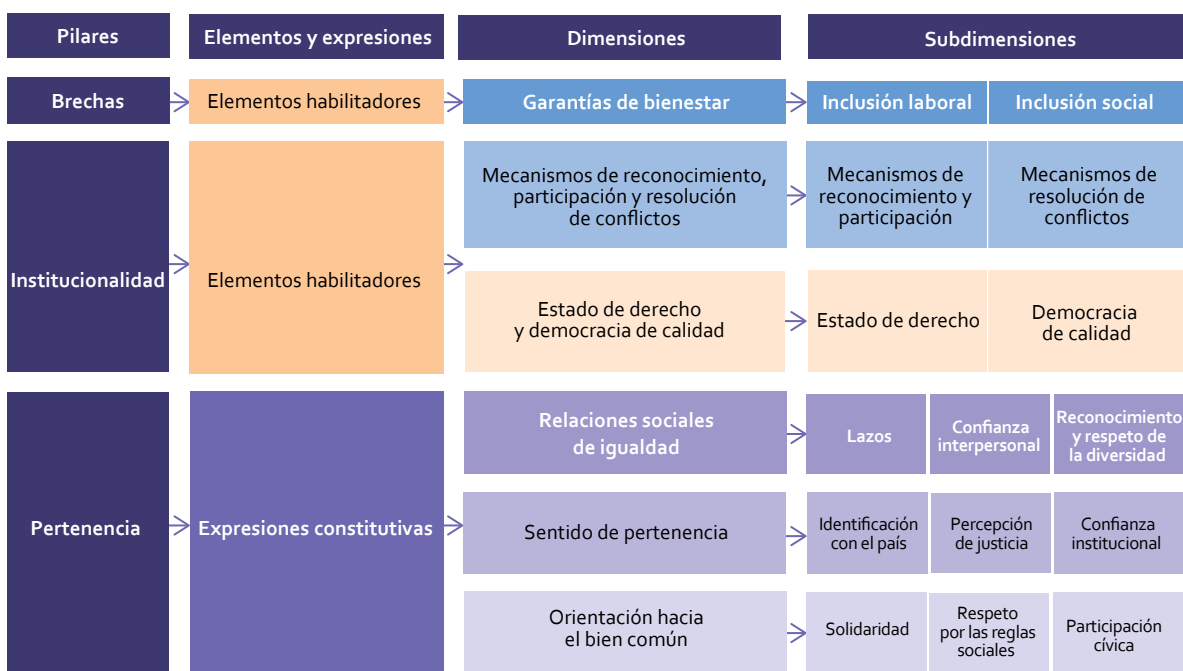 Pilares
Elementos y expresiones
Dimensiones
Subdimensiones
Brechas
Elementos habilitadores
Garantías de bienestar
Inclusión laboral
Inclusión social
Institucionalidad
Elementos habilitadores
Mecanismos de reconocimiento,
participación y resolución
de conflictos
Mecanismos de
reconocimiento y
participación
Mecanismos de
resolución de
conflictos
Estado de derecho
y democracia de calidad
Estado de derecho
Democracia
de calidad
Pertenencia
Expresiones constitutivas
Relaciones sociales
de igualdad
Lazos
Confianza
interpersonal
Reconocimiento
y respeto de
la diversidad
Sentido de pertenencia
Identificación
con el país
Percepción
de justicia
Confianza
institucional
Orientación hacia
el bien común
Solidaridad
Respeto
por las reglas
sociales
Participación
cívica